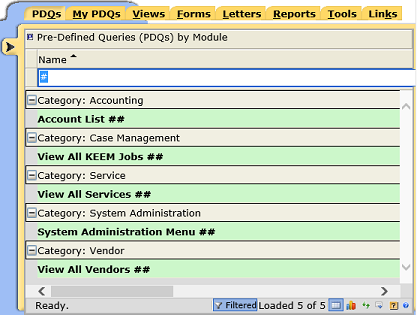 PDQs My PDQs Views Forms Letters Reports Tools Links
Pre-Defined Queries (PDQs) by Module
Name
#
Category: Accounting
Account List ##
Category: Case Management
View All KEEM Jobs ##
Category: Service
View All Services ##
Category: System Administration
System Administration Menu ##
Category: Vendor
View All Vendors ##
Ready. Filtered Loaded 5 of 5